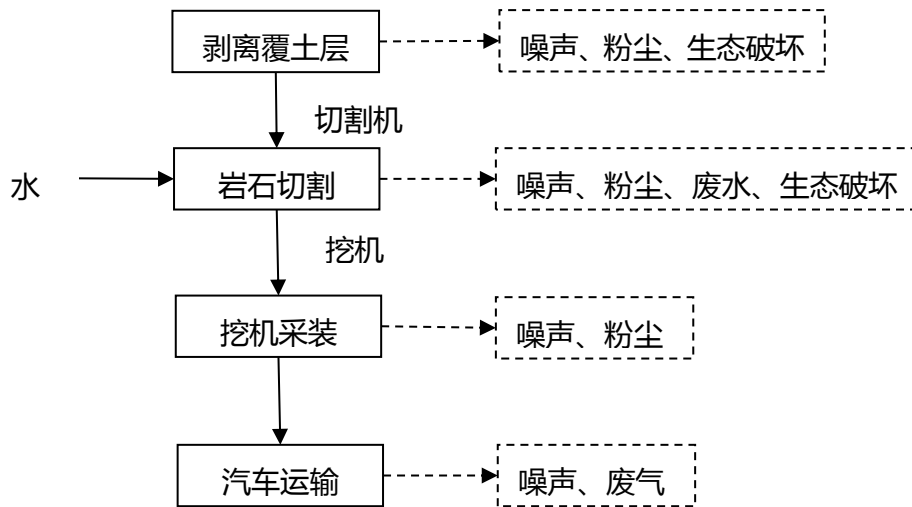 剥离覆土层
噪声、粉尘、生态破坏
切割机
水
岩石切割
噪声、粉尘、废水、生态破坏
挖机
挖机采装
噪声、粉尘
汽车运输
噪声、废气